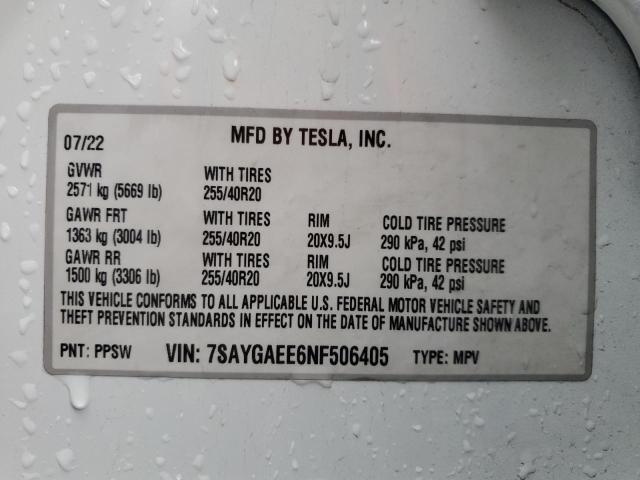 07/22 MFD BY TESLA, INC.
GVWR WITH TIRES
2571 kg (5669 lb) 255/40R20
GAWR FRT WITH TIRES RIM COLD TIRE PRESSURE
1363 kg (3004 lb) 255/40R20 20X9.5J 290 kPa, 42 psi
GAWR RR WITH TIRES RIM COLD TIRE PRESSURE
1500 kg (3306 lb) 255/40R20 20X9.5J 290 kPa, 42 psi
THIS VEHICLE CONFORMS TO ALL APPLICABLE U.S. FEDERAL MOTOR VEHICLE SAFETY AND
THEFT PREVENTION STANDARDS IN EFFECT ON THE DATE OF MANUFACTURE SHOWN ABOVE.
PNT: PPSW VIN: 7SAYGAEE6NF506405 TYPE: MPV